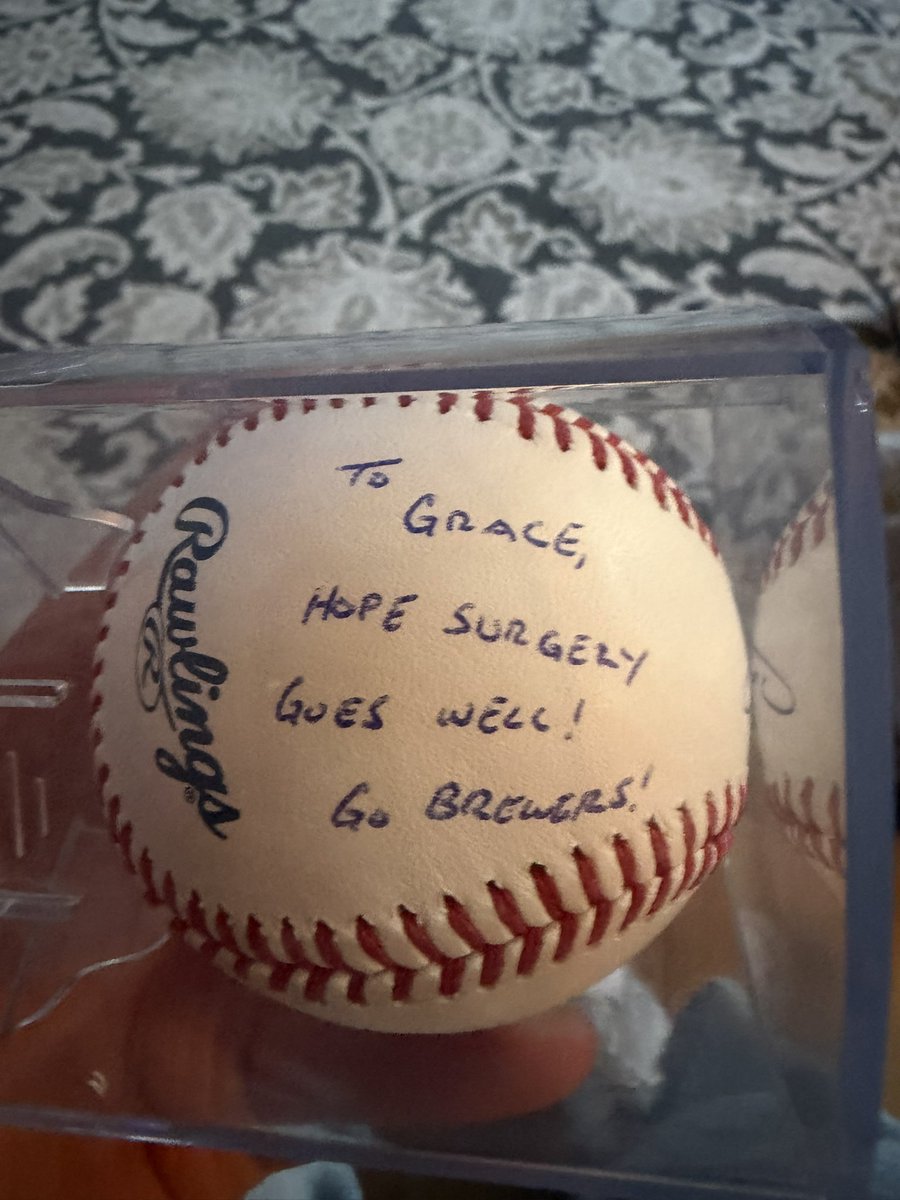 To
GRACE,
HOPE SURGERY
GOES WELL!
Go BREWERS!
Rawlings®
R